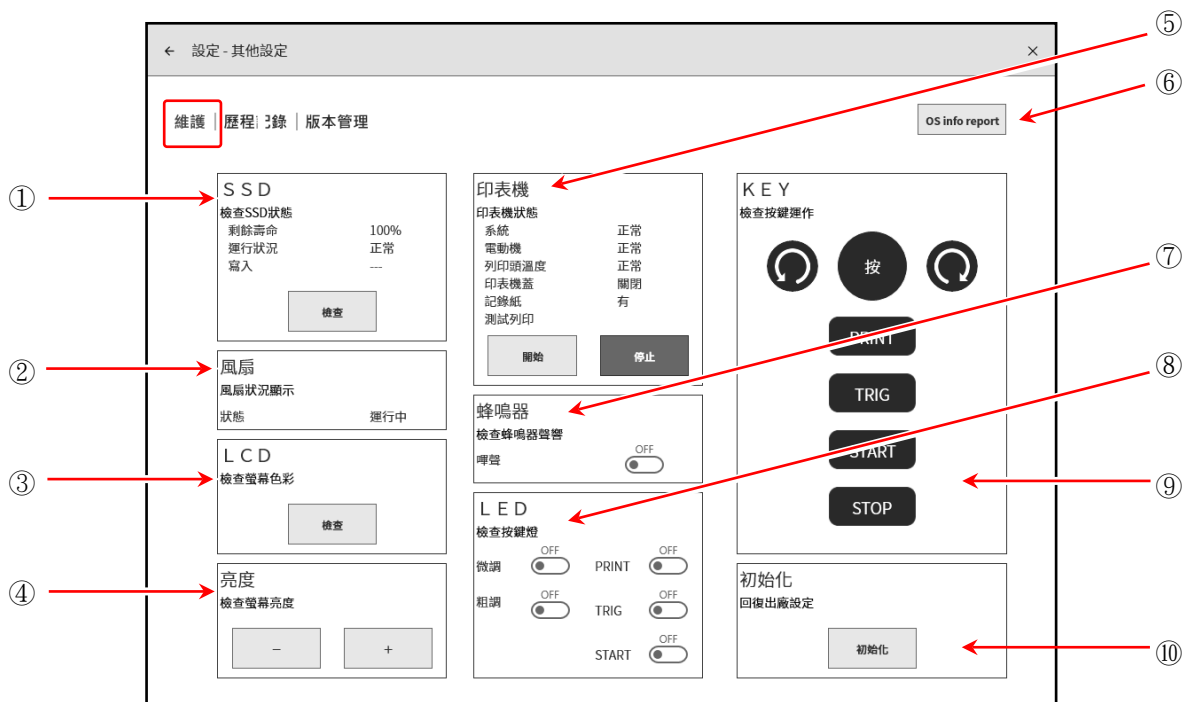 ← 設定 - 其他設定 ×
維護 | 歷程記錄 | 版本管理
OS info report
①
SSD
檢查SSD狀態
剩餘壽命 100%
運行狀況 正常
寫入 ---
檢查
②
風扇
風扇狀況顯示
狀態 運行中
③
LCD
檢查螢幕色彩
檢查
④
亮度
檢查螢幕亮度
− +
⑤
印表機
印表機狀態
系統 正常
電動機 正常
列印頭溫度 正常
印表機蓋 關閉
記錄紙 有
測試列印
開始 停止
⑥
⑦
蜂鳴器
檢查蜂鳴器聲響
嗶聲 OFF
⑧
LED
檢查按鍵燈
微調 OFF PRINT OFF
粗調 OFF TRIG OFF
START OFF
KEY
檢查按鍵運作
按
PRINT
TRIG
START
STOP
⑨
初始化
回復出廠設定
初始化
⑩